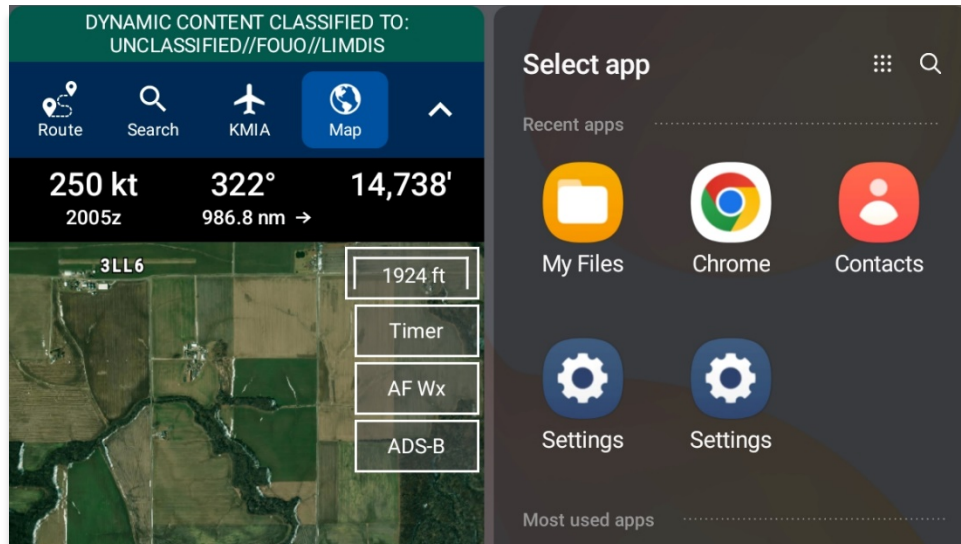 DYNAMIC CONTENT CLASSIFIED TO:
UNCLASSIFIED//FOUO//LIMDIS
Route
Search
KMIA
Map
250 kt
322°
14,738'
2005z
986.8 nm →
3LL6
1924 ft
Timer
AF Wx
ADS-B
Select app
Recent apps
My Files
Chrome
Contacts
Settings
Settings
Most used apps